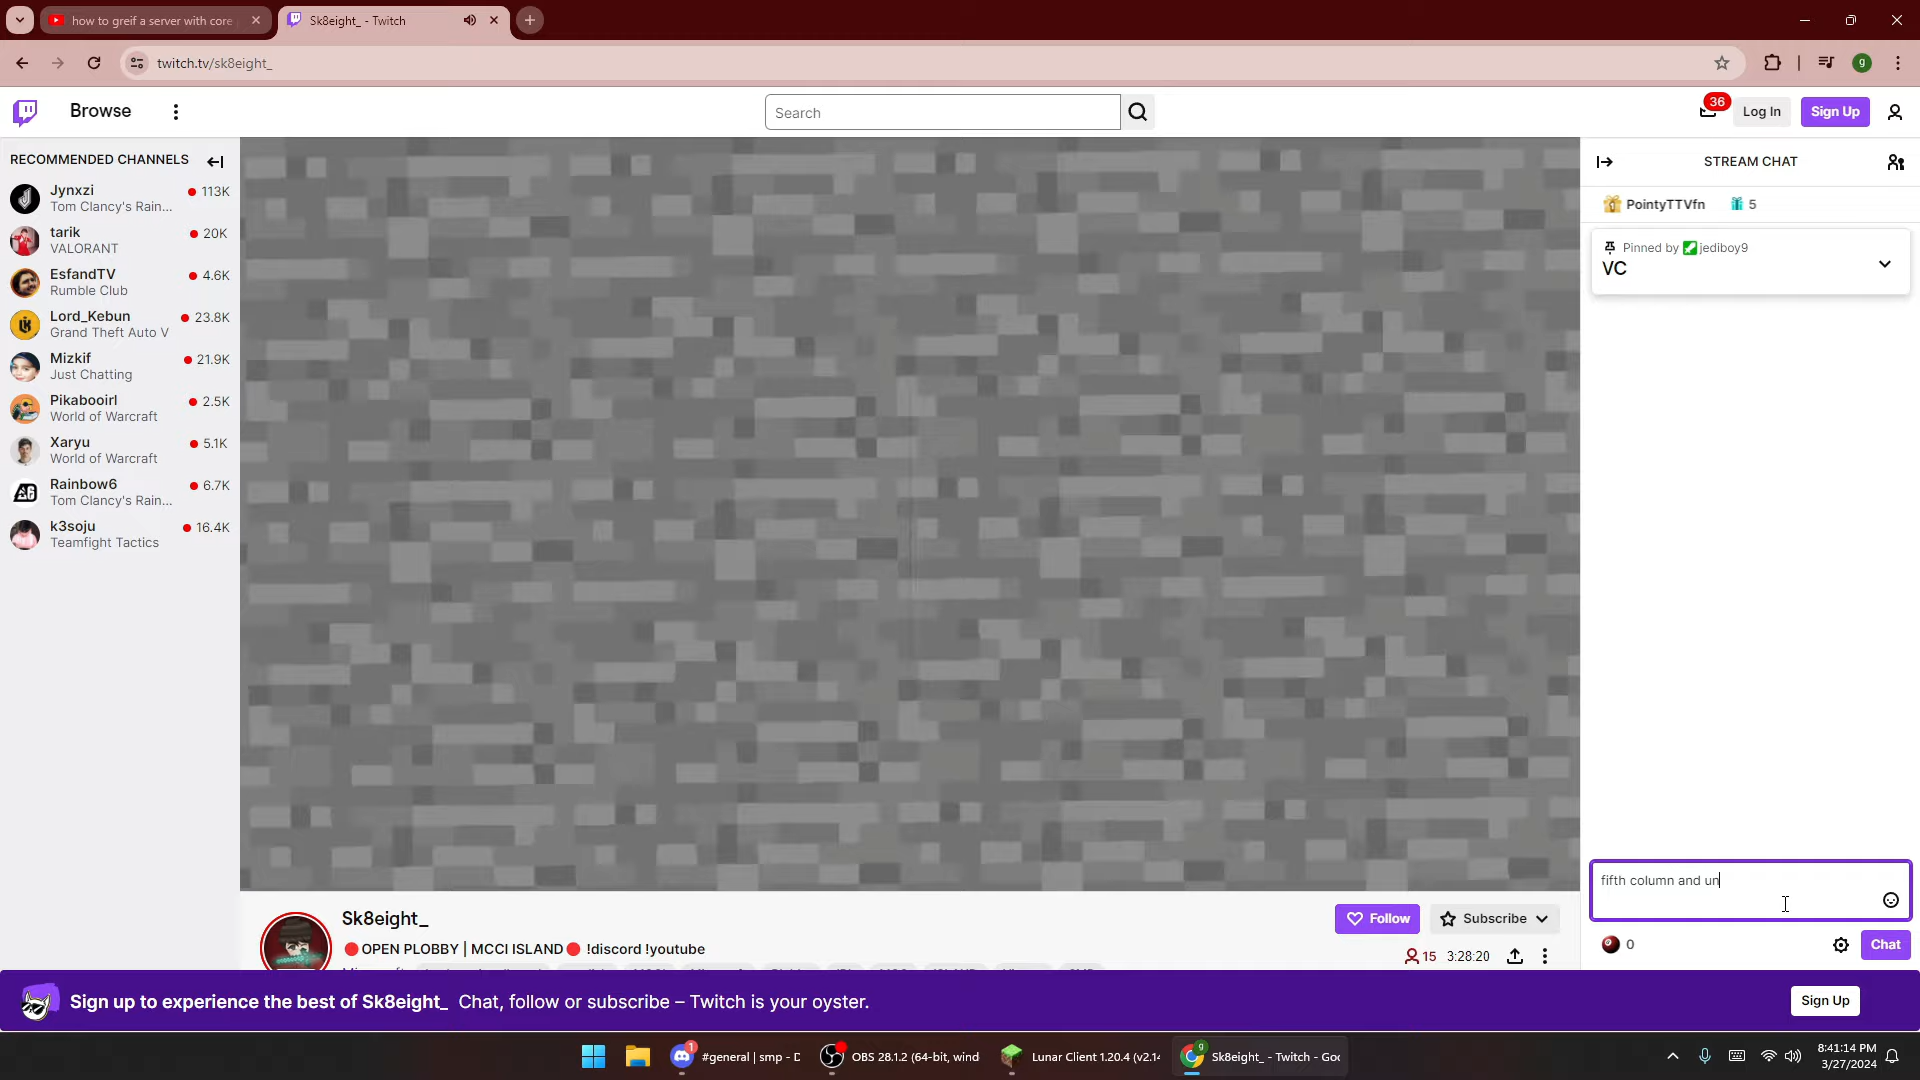 how to greif a server with core
Sk8eight_ - Twitch
twitch.tv/sk8eight_
g
Browse
Search
36
Log In
Sign Up
RECOMMENDED CHANNELS
STREAM CHAT
Jynxzi
113K
Tom Clancy's Rain...
tarik
20K
VALORANT
EsfandTV
4.6K
Rumble Club
Lord_Kebun
23.8K
Grand Theft Auto V
Mizkif
21.9K
Just Chatting
Pikabooirl
2.5K
World of Warcraft
Xaryu
5.1K
World of Warcraft
Rainbow6
6.7K
Tom Clancy's Rain...
k3soju
16.4K
Teamfight Tactics
PointyTTVfn
5
Pinned by jediboy9
VC
fifth column and un
0
Chat
Sk8eight_
Follow
Subscribe
OPEN PLOBBY | MCCI ISLAND !discord !youtube
15
3:28:20
Sign up to experience the best of Sk8eight_ Chat, follow or subscribe – Twitch is your oyster.
Sign Up
1
#general | smp - D
OBS 28.1.2 (64-bit, wind
Lunar Client 1.20.4 (v2.14
g
Sk8eight_ - Twitch - Goo
8:41:14 PM
3/27/2024